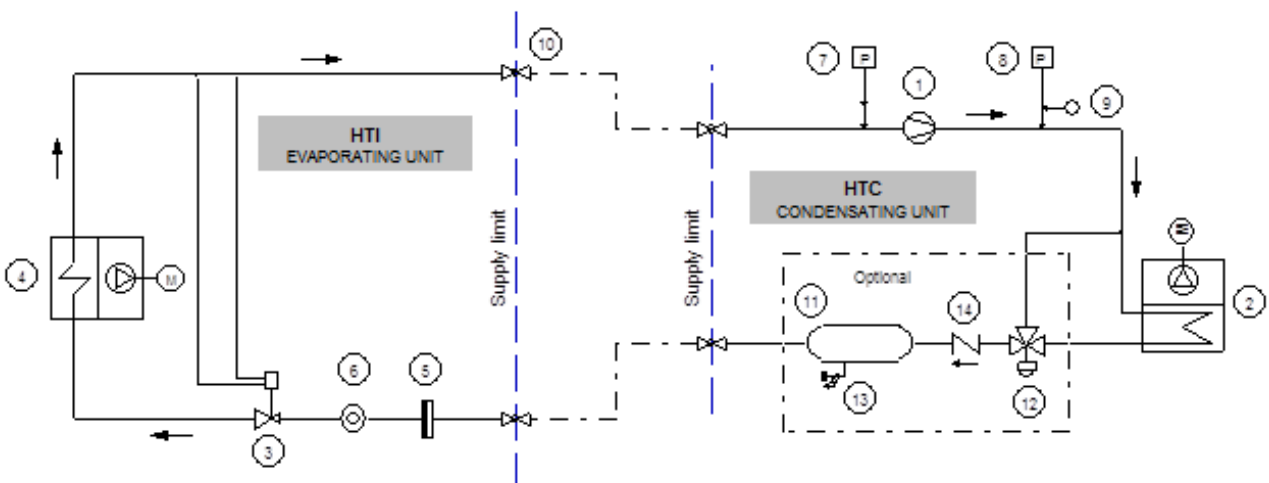 10
7
P
8
P
1
9
HTI
EVAPORATING UNIT
HTC
CONDENSATING UNIT
Supply limit
Supply limit
M
4
M
Optional
11
14
2
6
5
13
12
3